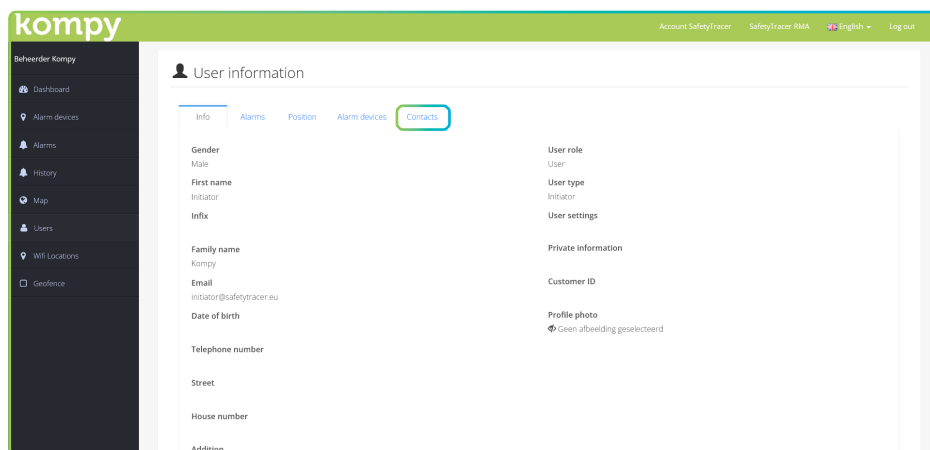 kompy
Account SafetyTracer SafetyTracer RMA English Log out
Beheerder Kompy
Dashboard
Alarm devices
Alarms
History
Map
Users
Wifi Locations
Geofence
User information
Info Alarms Position Alarm devices Contacts
Gender
Male
First name
Initiator
Infix
Family name
Kompy
Email
initiator@safetytracer.eu
Date of birth
Telephone number
Street
House number
Addition
User role
User
User type
Initiator
User settings
Private information
Customer ID
Profile photo
Geen afbeelding geselecteerd